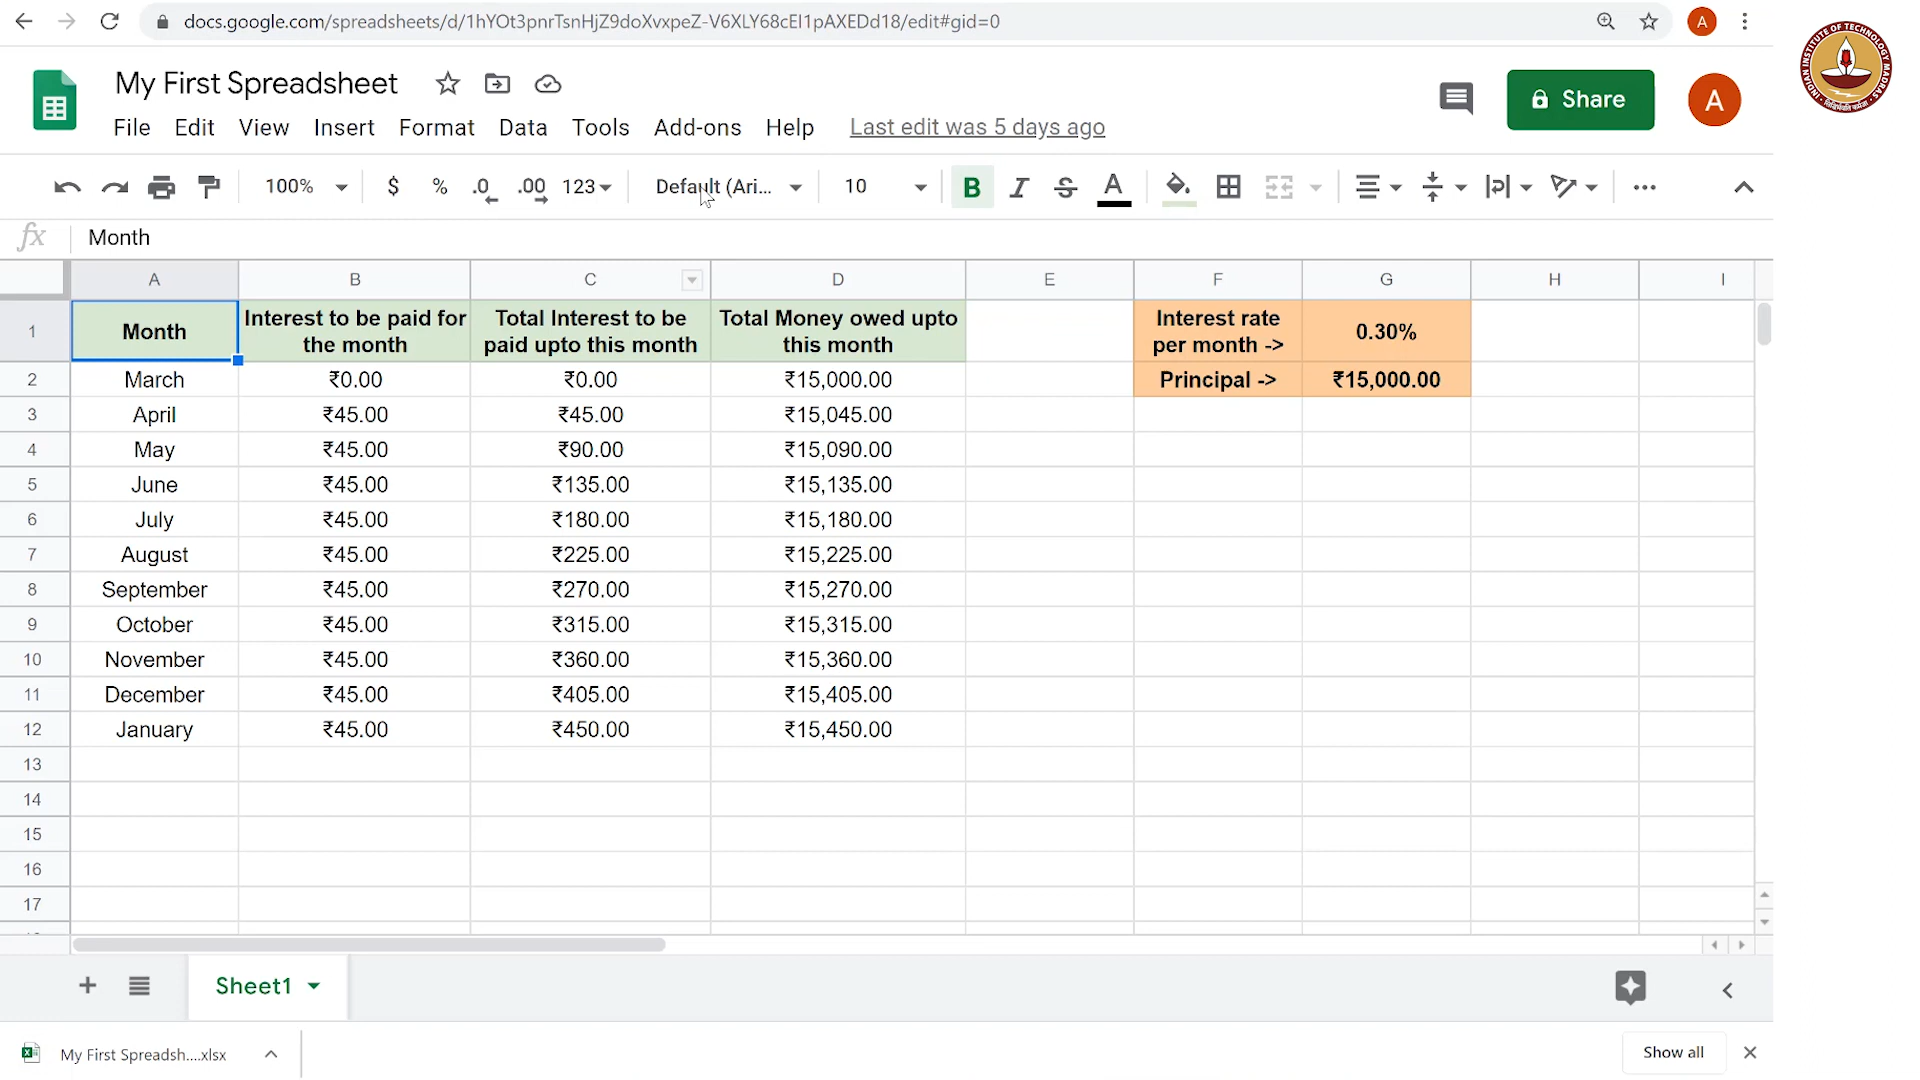 docs.google.com/spreadsheets/d/1hYOt3pnrTsnHjZ9doXvxpeZ-V6XLY68cEI1pAXEDd18/edit#gid=0
A
INDIAN INSTITUTE OF TECHNOLOGY MADRAS
My First Spreadsheet
Share
A
File Edit View Insert Format Data Tools Add-ons Help Last edit was 5 days ago
100% $ % .0 .00 123 Default (Ari... 10 B I S A
fx Month
A B C D E F G H I
1 Month Interest to be paid for the month Total Interest to be paid upto this month Total Money owed upto this month Interest rate per month -> 0.30%
2 March ₹0.00 ₹0.00 ₹15,000.00 Principal -> ₹15,000.00
3 April ₹45.00 ₹45.00 ₹15,045.00
4 May ₹45.00 ₹90.00 ₹15,090.00
5 June ₹45.00 ₹135.00 ₹15,135.00
6 July ₹45.00 ₹180.00 ₹15,180.00
7 August ₹45.00 ₹225.00 ₹15,225.00
8 September ₹45.00 ₹270.00 ₹15,270.00
9 October ₹45.00 ₹315.00 ₹15,315.00
10 November ₹45.00 ₹360.00 ₹15,360.00
11 December ₹45.00 ₹405.00 ₹15,405.00
12 January ₹45.00 ₹450.00 ₹15,450.00
13
14
15
16
17
Sheet1
My First Spreadsh....xlsx
Show all